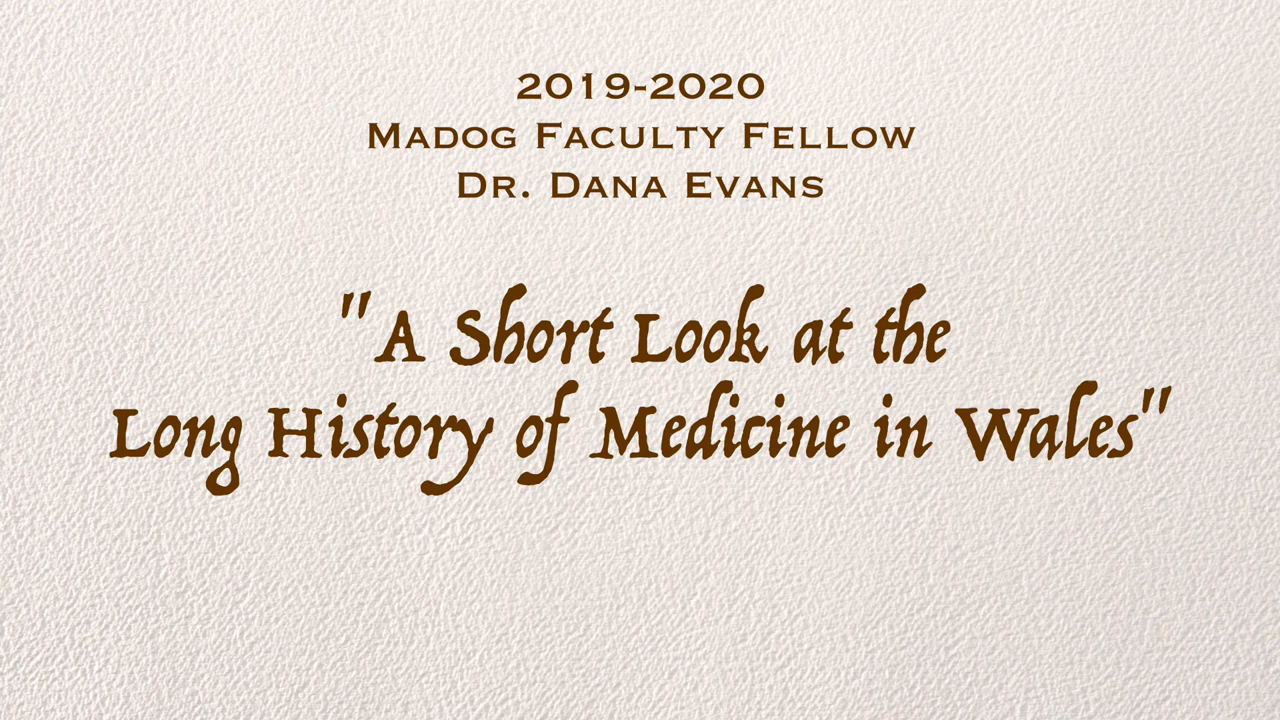 2019-2020
Madog Faculty Fellow
Dr. Dana Evans
"A Short Look at the
Long History of Medicine in Wales"